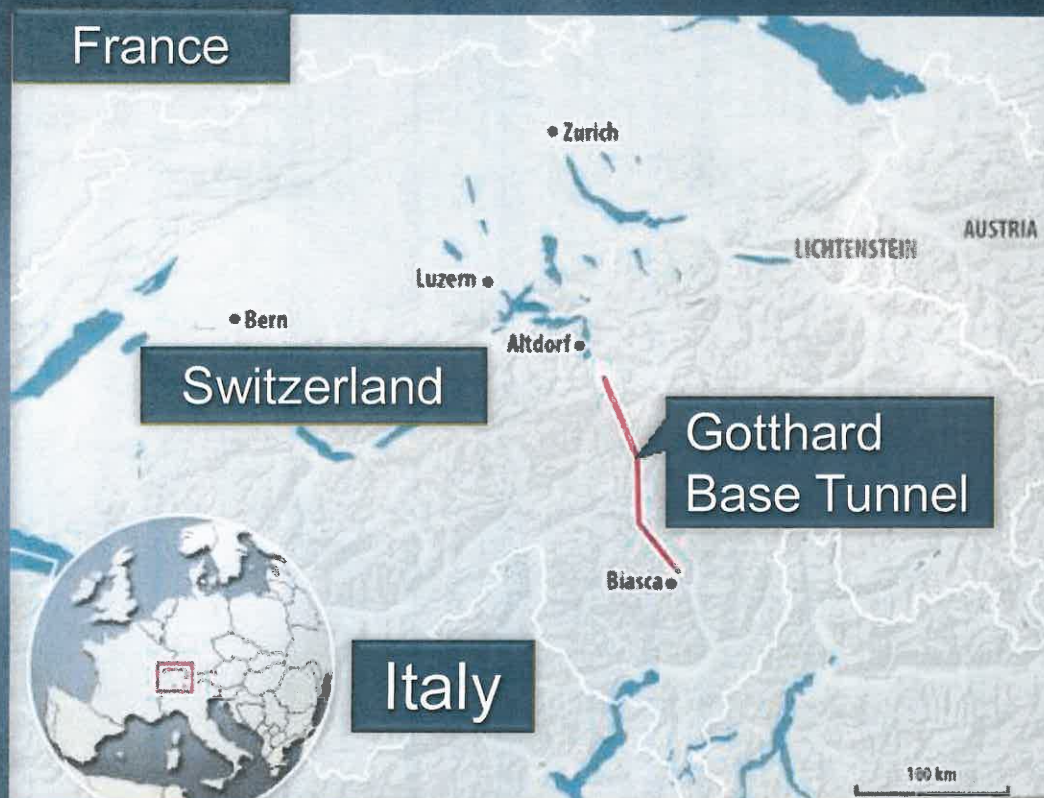 France
Zurich
AUSTRIA
LICHTENSTEIN
Luzern
Bern
Altdorf
Switzerland
Gotthard
Base Tunnel
Biasca
Italy
100 km